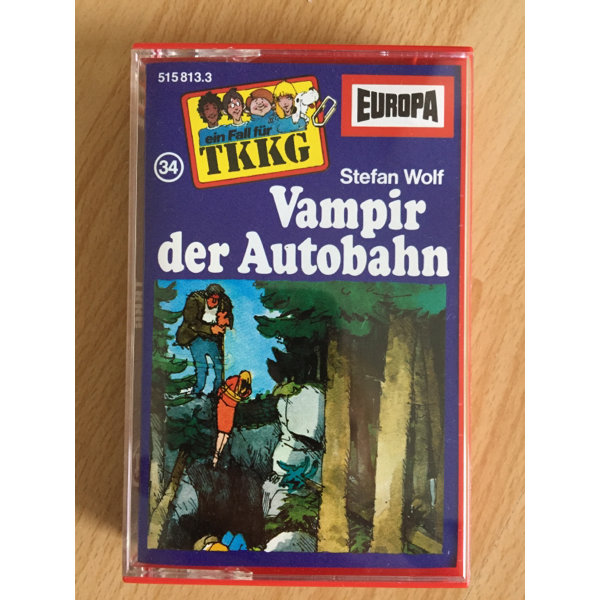 515 813.3
ein Fall für
TKKG
EUROPA
34
Stefan Wolf
Vampir
der Autobahn